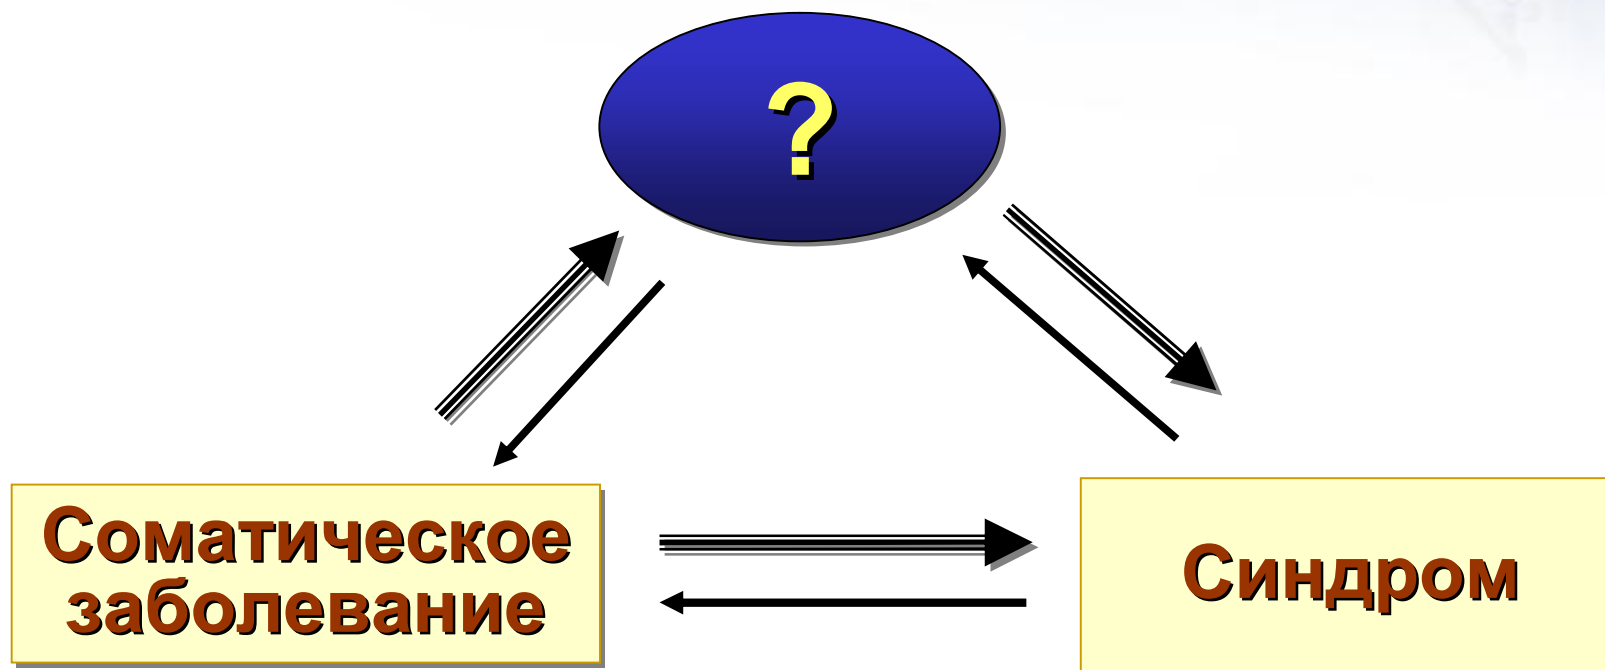 ?
Соматическое
заболевание
Синдром